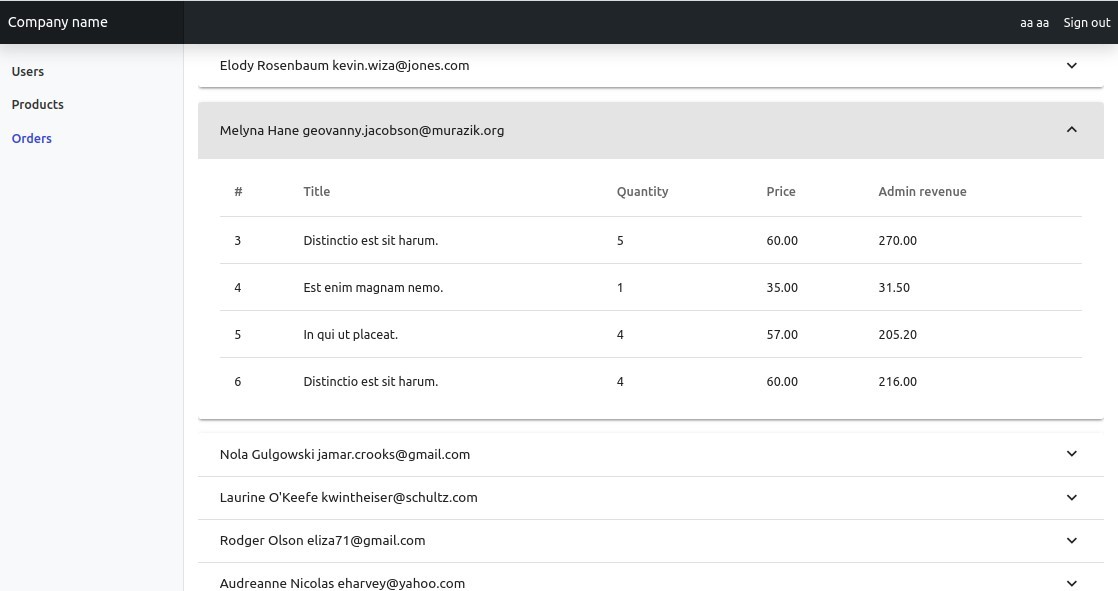 Company name
aa aa Sign out
Users
Products
Orders
Elody Rosenbaum kevin.wiza@jones.com
Melyna Hane geovanny.jacobson@murazik.org
# Title Quantity Price Admin revenue
3 Distinctio est sit harum. 5 60.00 270.00
4 Est enim magnam nemo. 1 35.00 31.50
5 In qui ut placeat. 4 57.00 205.20
6 Distinctio est sit harum. 4 60.00 216.00
Nola Gulgowski jamar.crooks@gmail.com
Laurine O'Keefe kwintheiser@schultz.com
Rodger Olson eliza71@gmail.com
Audreanne Nicolas eharvey@yahoo.com